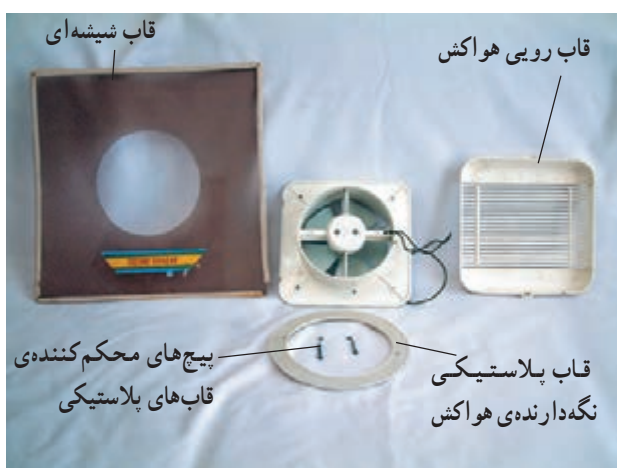 قاب شیشه‌ای
قاب رویی هواکش
پیچ‌های محکم‌کننده‌ی
قاب‌های پلاستیکی
قاب پلاستیکی
نگه‌دارنده‌ی هواکش